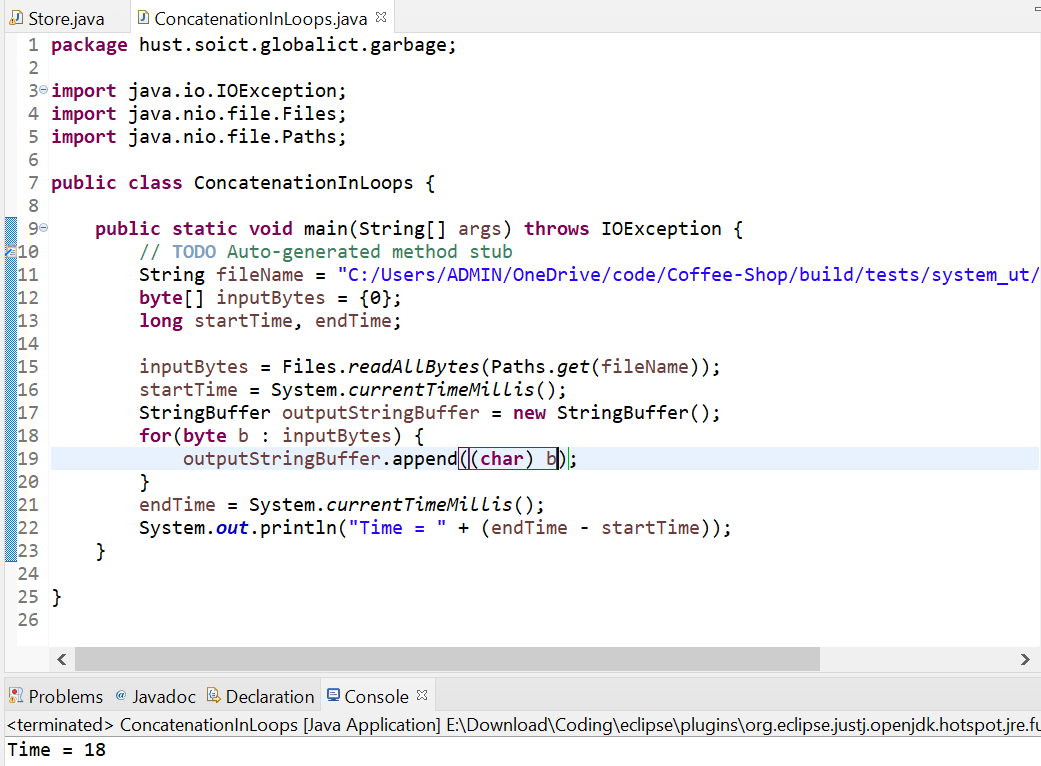 Store.java ConcatenationInLoops.java
1 package hust.soict.globalict.garbage;
2
3 import java.io.IOException;
4 import java.nio.file.Files;
5 import java.nio.file.Paths;
6
7 public class ConcatenationInLoops {
8
9     public static void main(String[] args) throws IOException {
10         // TODO Auto-generated method stub
11         String fileName = "C:/Users/ADMIN/OneDrive/code/Coffee-Shop/build/tests/system_ut/
12         byte[] inputBytes = {0};
13         long startTime, endTime;
14
15         inputBytes = Files.readAllBytes(Paths.get(fileName));
16         startTime = System.currentTimeMillis();
17         StringBuffer outputStringBuffer = new StringBuffer();
18         for(byte b : inputBytes) {
19             outputStringBuffer.append((char) b);
20         }
21         endTime = System.currentTimeMillis();
22         System.out.println("Time = " + (endTime - startTime));
23     }
24
25 }
26
Problems Javadoc Declaration Console
<terminated> ConcatenationInLoops [Java Application] E:\Download\Coding\eclipse\plugins\org.eclipse.justj.openjdk.hotspot.jre.fu
Time = 18